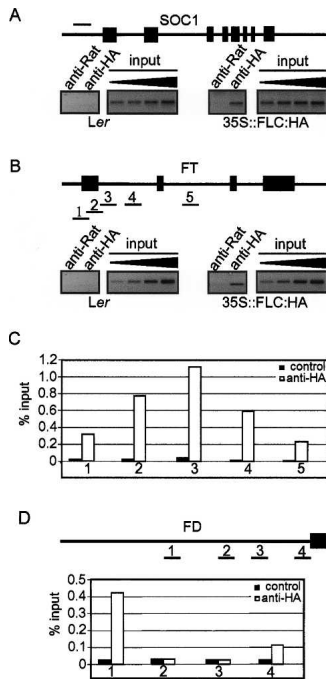 A
SOC1
anti-Rat
anti-HA
input
anti-Rat
anti-HA
input
Ler
35S::FLC:HA
B
FT
1
2
3
4
5
anti-Rat
anti-HA
input
anti-Rat
anti-HA
input
Ler
35S::FLC:HA
C
% input
1.2
1.0
0.8
0.6
0.4
0.2
0
control
anti-HA
1 2 3 4 5
D
FD
1 2 3 4
% input
0.5
0.4
0.3
0.2
0.1
0
control
anti-HA
1 2 3 4